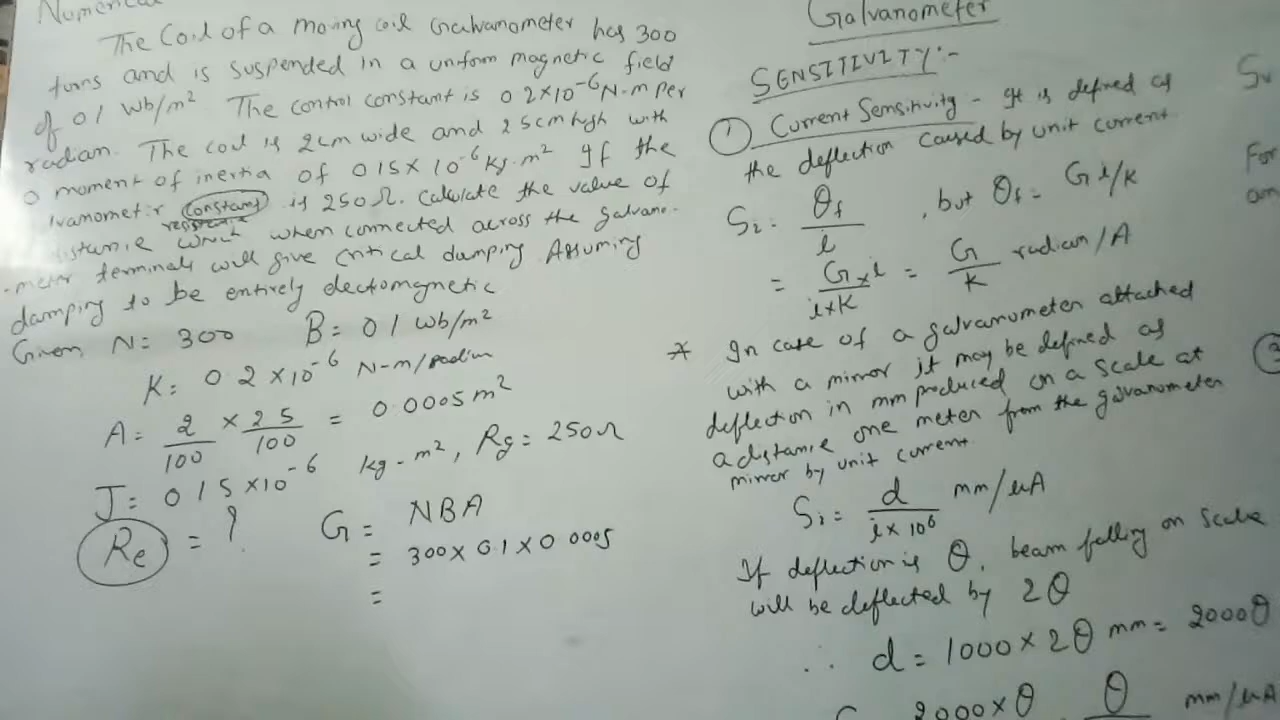 Numerical
The Coil of a moving coil Galvanometer has 300
turns and is suspended in a uniform magnetic field
of 0.1 Wb/m². The control constant is 0.2×10⁻⁶ N-m per
radian. The coil is 2cm wide and 2.5cm high with
a moment of inertia of 0.15×10⁻⁶ kg.m². If the
lvanometer constant is 250Ω. Calculate the value of
resistance
istance which when connected across the galvano-
-meter terminals will give critical damping Assuming
damping to be entirely electomagnetic
Given N= 300 B= 0.1 Wb/m²
K= 0.2×10⁻⁶ N-m/radian
A= 2/100 × 2.5/100 = 0.0005m²
J= 0.15×10⁻⁶ kg-m², Rg= 250Ω
Re = ? G= NBA
= 300×0.1×0.0005
=
Galvanometer
SENSITIVITY:-
① Current Sensitivity - It is defined as
the deflection caused by unit current.
Si= θf/i, but θf= Gi/K
= G×i/i×K = G/K radian/A
* In case of a galvanometer attached
with a mirror it may be defined as
deflection in mm produced on a scale at
a distance one meter from the galvanometer
mirror by unit current.
Si= d/i×10⁶ mm/μA
If deflection is θ, beam falling on scale
will be deflected by 2θ
∴ d= 1000×2θ mm= 2000θ
2000×θ θ mm/μA
For